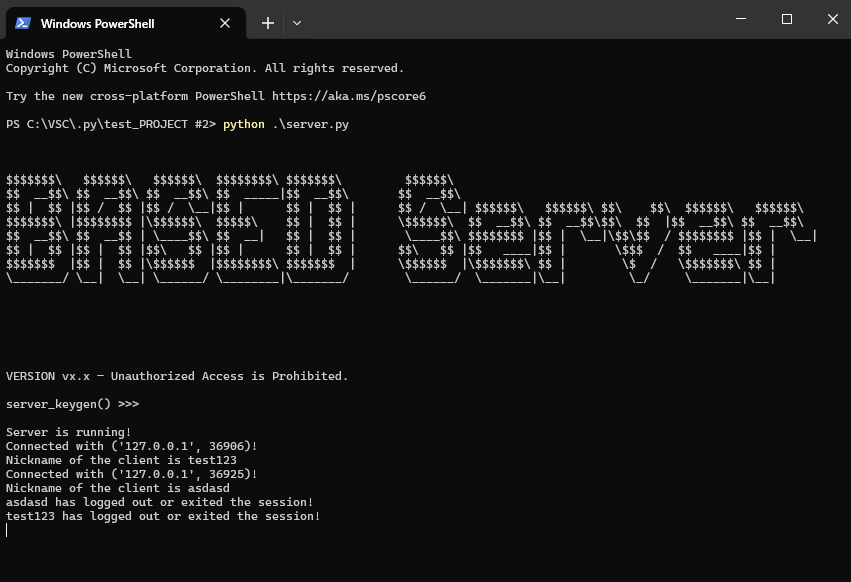 Windows PowerShell
Windows PowerShell
Copyright (C) Microsoft Corporation. All rights reserved.
Try the new cross-platform PowerShell https://aka.ms/pscore6
PS C:\VSC\.py\test_PROJECT #2> python .\server.py
BASED Server
VERSION vx.x - Unauthorized Access is Prohibited.
server_keygen() >>>
Server is running!
Connected with ('127.0.0.1', 36906)!
Nickname of the client is test123
Connected with ('127.0.0.1', 36925)!
Nickname of the client is asdasd
asdasd has logged out or exited the session!
test123 has logged out or exited the session!